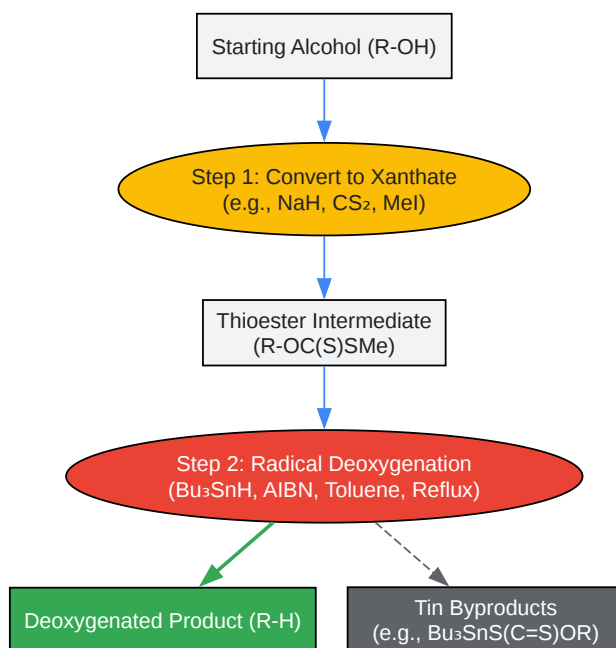 Starting Alcohol (R-OH)
Step 1: Convert to Xanthate
(e.g., NaH, CS₂, MeI)
Thioester Intermediate
(R-OC(S)SMe)
Step 2: Radical Deoxygenation
(Bu₃SnH, AIBN, Toluene, Reflux)
Deoxygenated Product (R-H)
Tin Byproducts
(e.g., Bu₃SnS(C=S)OR)